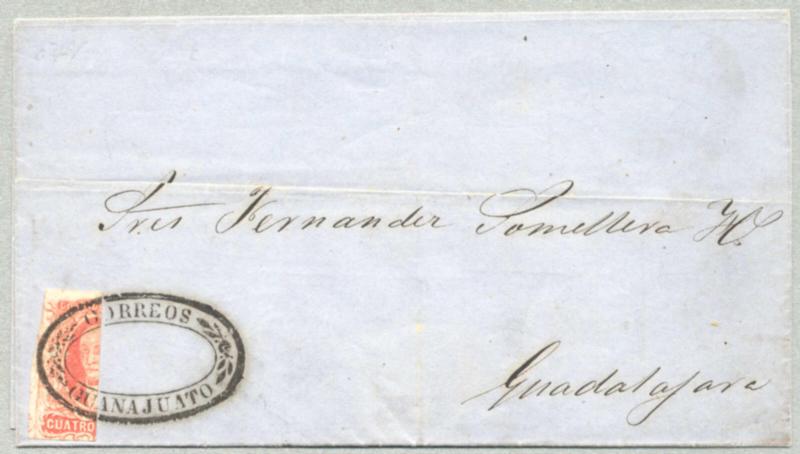 Sres Fernandez Somellera Hs
Guadalajara
CORREOS
GUANAJUATO
CUATRO